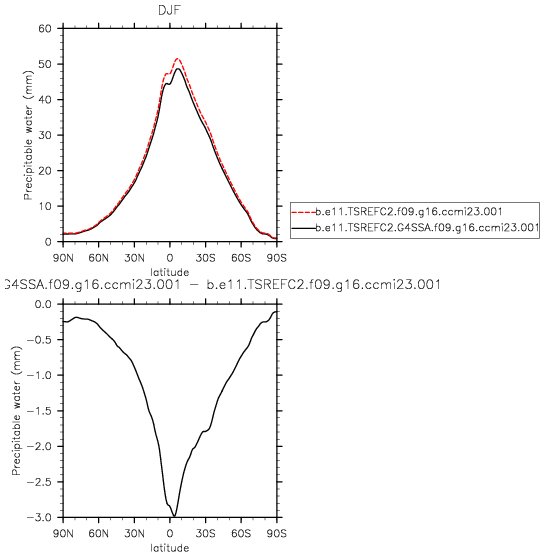 DJF
60
50
40
30
20
10
0
Precipitable water (mm)
90N 60N 30N 0 30S 60S 90S
latitude
b.e11.TSREFC2.f09.g16.ccmi23.001
b.e11.TSREFC2.G4SSA.f09.g16.ccmi23.001
G4SSA.f09.g16.ccmi23.001 − b.e11.TSREFC2.f09.g16.ccmi23.001
0.0
−0.5
−1.0
−1.5
−2.0
−2.5
−3.0
Precipitable water (mm)
90N 60N 30N 0 30S 60S 90S
latitude